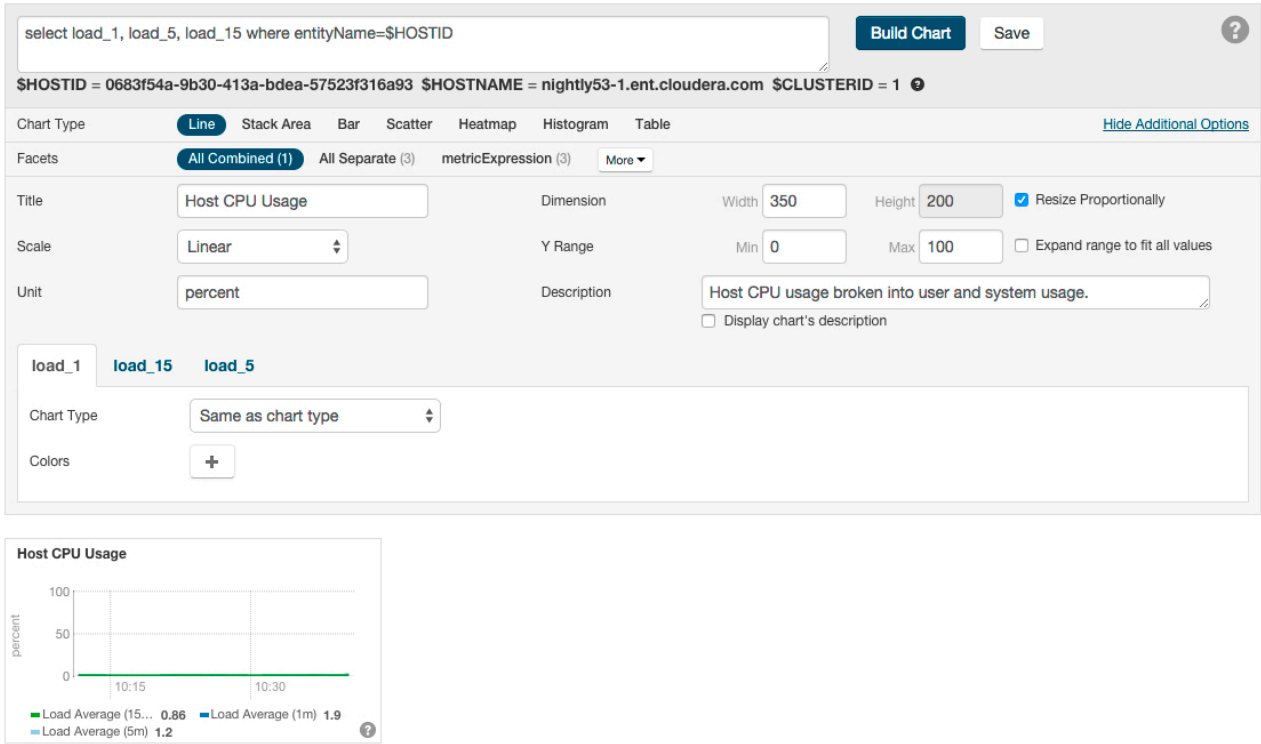 select load_1, load_5, load_15 where entityName=$HOSTID
Build Chart
Save
?
$HOSTID = 0683f54a-9b30-413a-bdea-57523f316a93 $HOSTNAME = nightly53-1.ent.cloudera.com $CLUSTERID = 1 ?
Chart Type Line Stack Area Bar Scatter Heatmap Histogram Table Hide Additional Options
Facets All Combined (1) All Separate (3) metricExpression (3) More
Title Host CPU Usage Dimension Width 350 Height 200 Resize Proportionally
Scale Linear Y Range Min 0 Max 100 Expand range to fit all values
Unit percent Description Host CPU usage broken into user and system usage.
Display chart's description
load_1 load_15 load_5
Chart Type Same as chart type
Colors +
Host CPU Usage
percent
100
50
0
10:15 10:30
Load Average (15... 0.86 Load Average (1m) 1.9
Load Average (5m) 1.2 ?